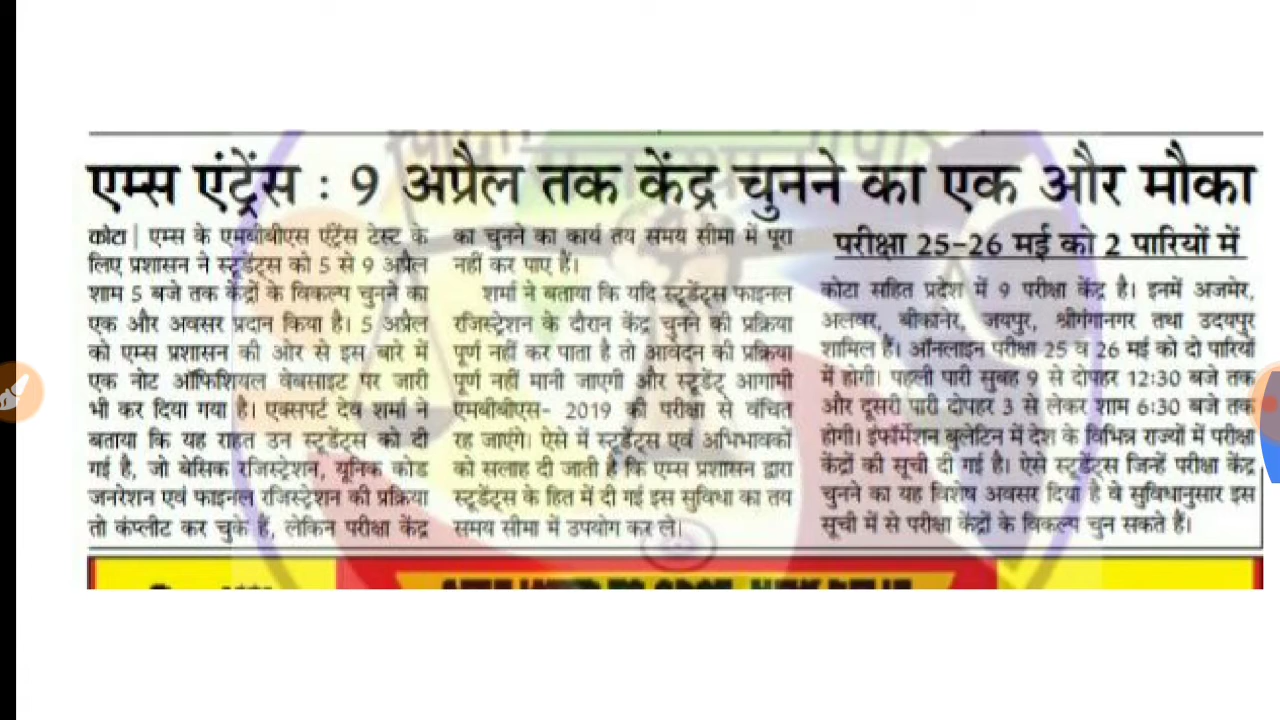 एम्स एंट्रेंस : 9 अप्रैल तक केंद्र चुनने का एक और मौका
कोटा | एम्स के एमबीबीएस एंट्रेंस टेस्ट के
लिए प्रशासन ने स्टूडेंट्स को 5 से 9 अप्रैल
शाम 5 बजे तक केंद्रों के विकल्प चुनने का
एक और अवसर प्रदान किया है। 5 अप्रैल
को एम्स प्रशासन की ओर से इस बारे में
एक नोट ऑफिशियल वेबसाइट पर जारी
भी कर दिया गया है। एक्सपर्ट देव शर्मा ने
बताया कि यह राहत उन स्टूडेंट्स को दी
गई है, जो बेसिक रजिस्ट्रेशन, यूनिक कोड
जनरेशन एवं फाइनल रजिस्ट्रेशन की प्रक्रिया
तो कंप्लीट कर चुके हैं, लेकिन परीक्षा केंद्र
का चुनने का कार्य तय समय सीमा में पूरा
नहीं कर पाए हैं।
शर्मा ने बताया कि यदि स्टूडेंट्स फाइनल
रजिस्ट्रेशन के दौरान केंद्र चुनने की प्रक्रिया
पूर्ण नहीं कर पाता है तो आवेदन की प्रक्रिया
पूर्ण नहीं मानी जाएगी और स्टूडेंट् आगामी
एमबीबीएस- 2019 की परीक्षा से वंचित
रह जाएंगे। ऐसे में स्टूडेंट्स एवं अभिभावकों
को सलाह दी जाती है कि एम्स प्रशासन द्वारा
स्टूडेंट्स के हित में दी गई इस सुविधा का तय
समय सीमा में उपयोग कर ले।
परीक्षा 25-26 मई को 2 पारियों में
कोटा सहित प्रदेश में 9 परीक्षा केंद्र है। इनमें अजमेर,
अलवर, बीकानेर, जयपुर, श्रीगंगानगर तथा उदयपुर
शामिल हैं। ऑनलाइन परीक्षा 25 व 26 मई को दो पारियों
में होगी। पहली पारी सुबह 9 से दोपहर 12:30 बजे तक
और दूसरी पारी दोपहर 3 से लेकर शाम 6:30 बजे तक
होगी। इंफॉर्मेशन बुलेटिन में देश के विभिन्न राज्यों में परीक्षा
केंद्रों की सूची दी गई है। ऐसे स्टूडेंट्स जिन्हें परीक्षा केंद्र
चुनने का यह विशेष अवसर दिया है वे सुविधानुसार इस
सूची में से परीक्षा केंद्रों के विकल्प चुन सकते हैं।